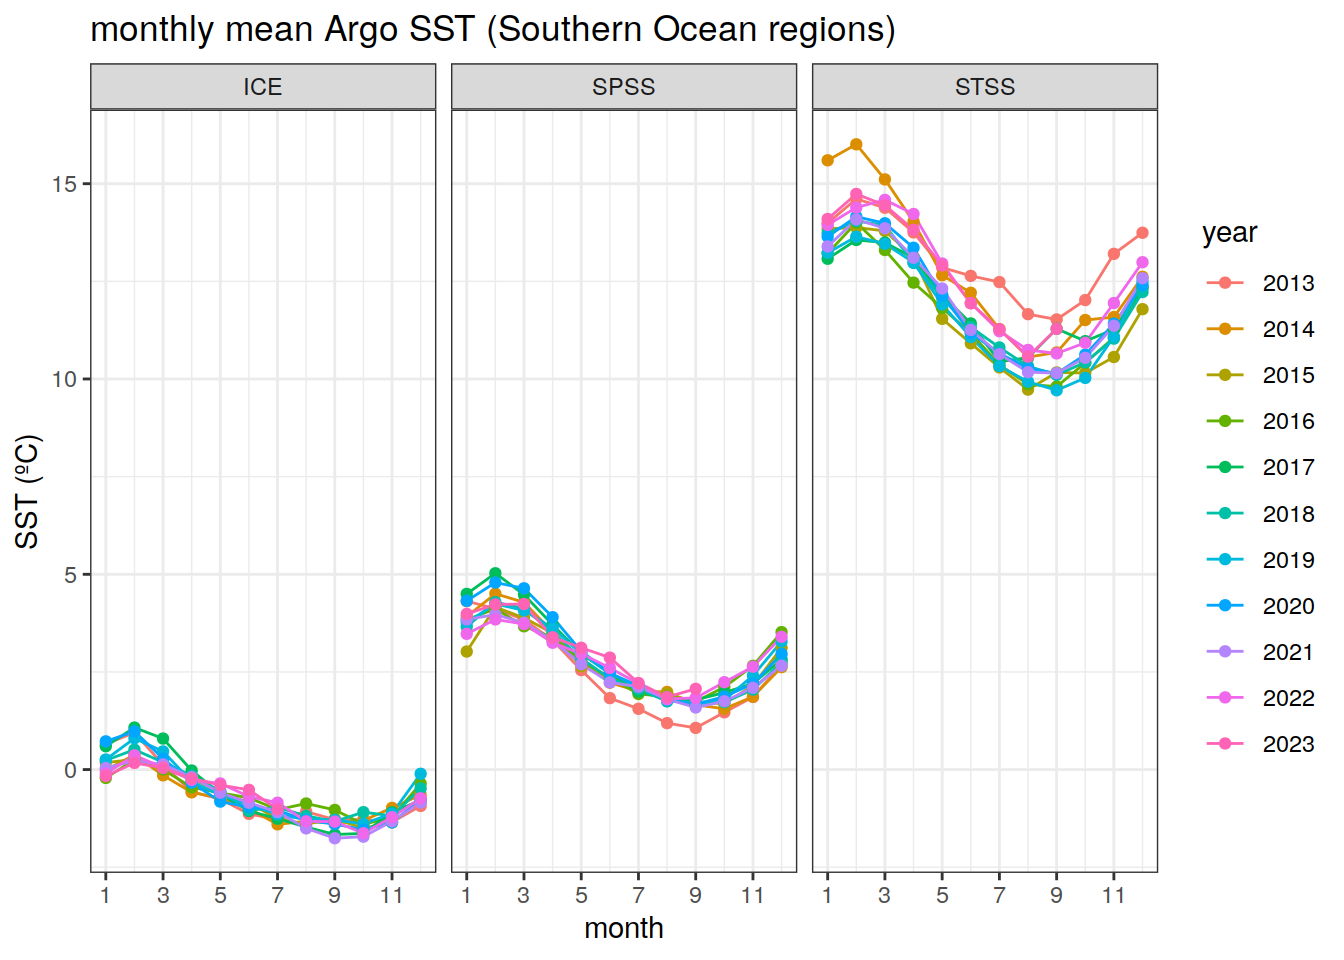 monthly mean Argo SST (Southern Ocean regions)
ICE SPSS STSS
15
10
5
0
SST (ºC)
1 3 5 7 9 11 1 3 5 7 9 11 1 3 5 7 9 11
month
year
2013
2014
2015
2016
2017
2018
2019
2020
2021
2022
2023